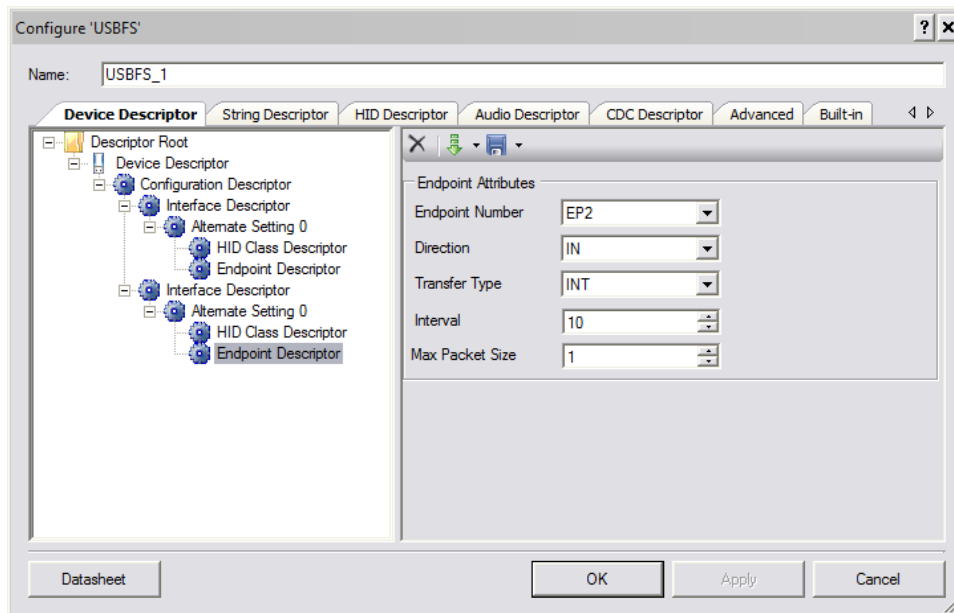 Configure 'USBFS'
?
Name: USBFS_1
Device Descriptor String Descriptor HID Descriptor Audio Descriptor CDC Descriptor Advanced Built-in
Descriptor Root
Device Descriptor
Configuration Descriptor
Interface Descriptor
Alternate Setting 0
HID Class Descriptor
Endpoint Descriptor
Interface Descriptor
Alternate Setting 0
HID Class Descriptor
Endpoint Descriptor
Endpoint Attributes
Endpoint Number EP2
Direction IN
Transfer Type INT
Interval 10
Max Packet Size 1
Datasheet OK Apply Cancel